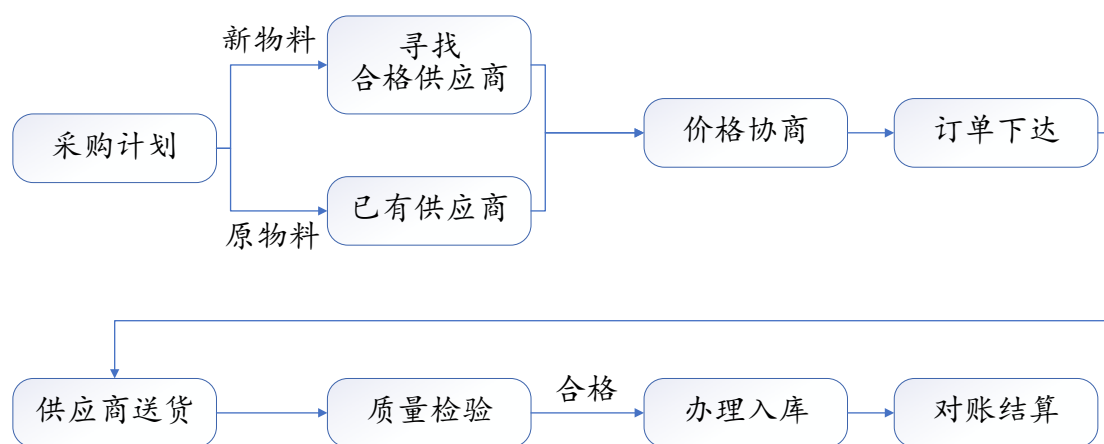 新物料
寻找
合格供应商
采购计划
价格协商
订单下达
已有供应商
原物料
供应商送货
质量检验
合格
办理入库
对账结算